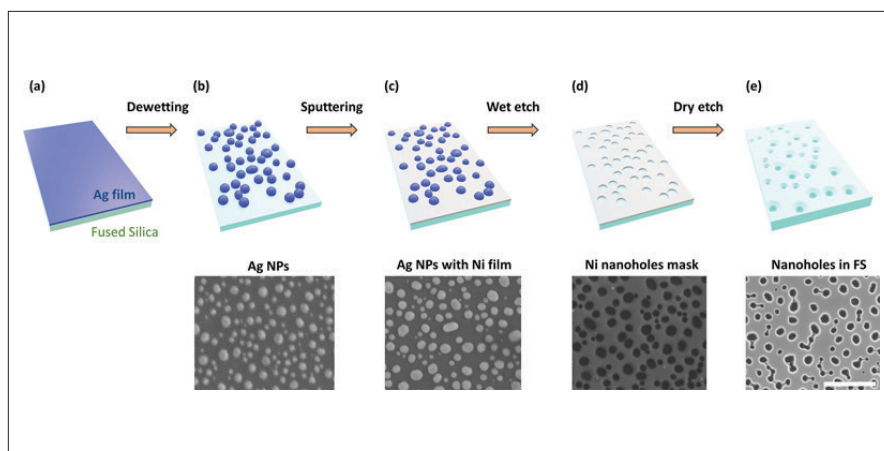 (a)
(b)
(c)
(d)
(e)
Dewetting
Sputtering
Wet etch
Dry etch
Ag film
Fused Silica
Ag NPs
Ag NPs with Ni film
Ni nanoholes mask
Nanoholes in FS